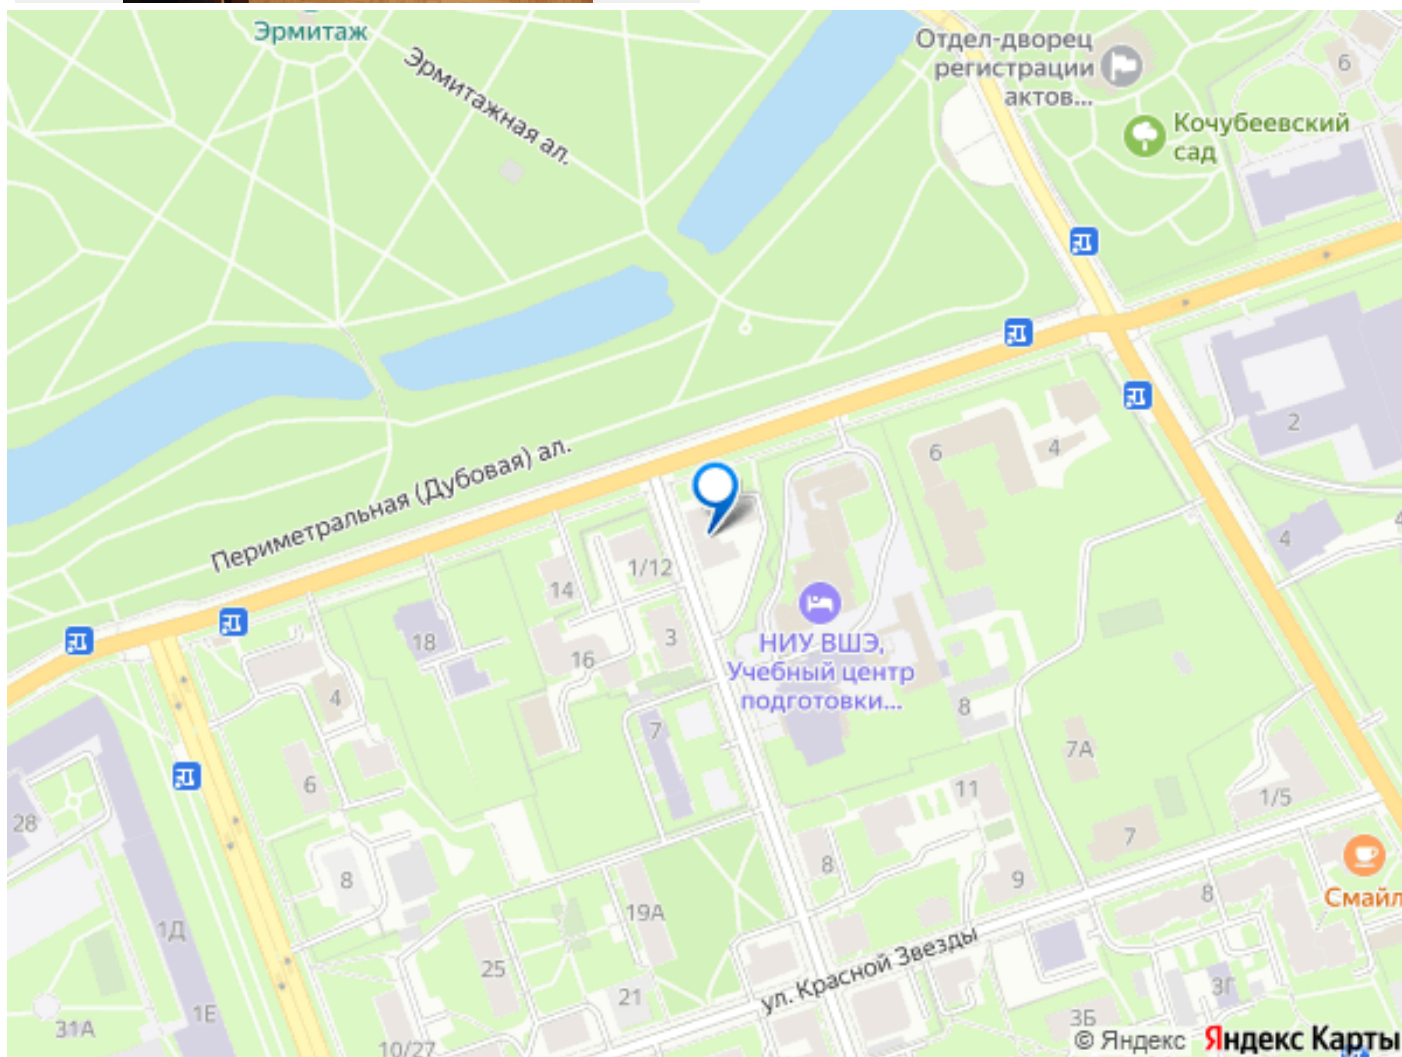 Эрмитаж
Эрмитажная ал.
Отдел-дворец
регистрации
актов...
6
Кочубеевский
сад
Периметральная (Дубовая) ал.
2
6
4
4
4
1/12
14
18
3
16
НИУ ВШЭ,
Учебный центр
подготовки...
4
7
8
7А
6
11
1/5
28
7
8
8
9
8
Смайл
19А
1Д
25
ул. Красной Звезды
21
3Г
1Е
31А
3Б
10/27
© Яндекс Яндекс Карты